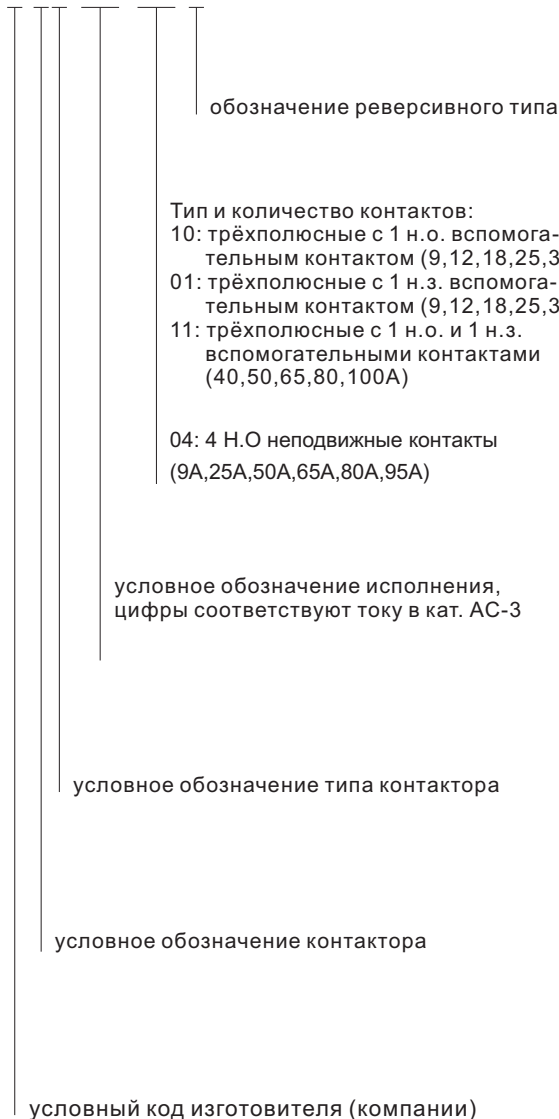 обозначение реверсивного типа
Тип и количество контактов:
10: трёхполюсные с 1 н.о. вспомога-
тельным контактом (9,12,18,25,3
01: трёхполюсные с 1 н.з. вспомога-
тельным контактом (9,12,18,25,3
11: трёхполюсные с 1 н.о. и 1 н.з.
вспомогательными контактами
(40,50,65,80,100А)
04: 4 Н.О неподвижные контакты
(9А,25А,50А,65А,80А,95А)
условное обозначение исполнения,
цифры соответствуют току в кат. АС-3
условное обозначение типа контактора
условное обозначение контактора
условный код изготовителя (компании)